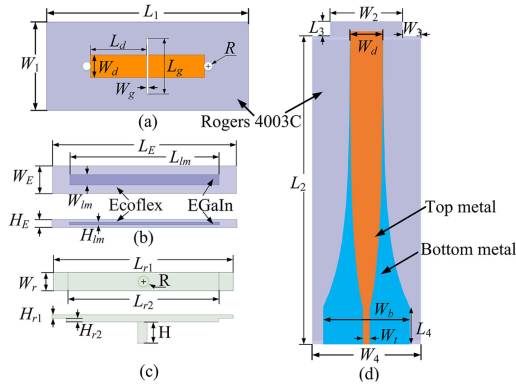 L1
W1
Ld
Wd
Lg
Wg
R
(a)
Rogers 4003C
LE
Llm
WE
Wlm
Ecoflex
EGaIn
HE
Hlm
(b)
Lr1
Wr
R
Lr2
Hr1
Hr2
H
(c)
W2
L3
Wd
W3
L2
Top metal
Bottom metal
Wb
L4
Wt
W4
(d)